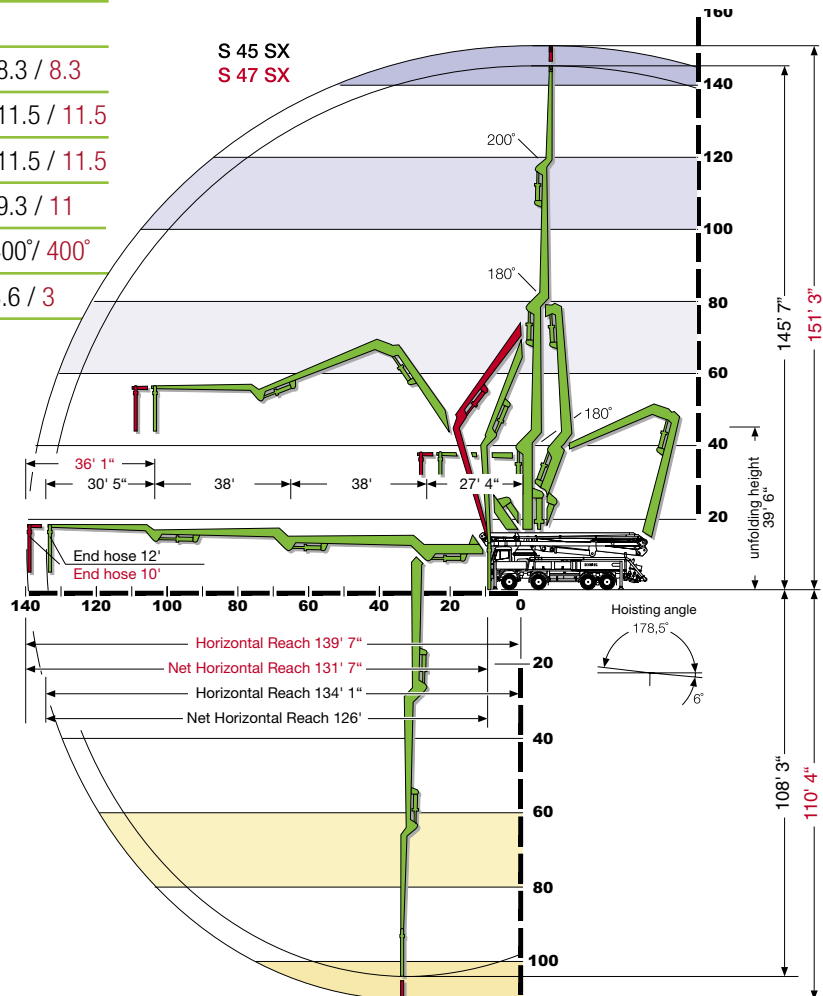 8.3 / 8.3
11.5 / 11.5
11.5 / 11.5
9.3 / 11
00°/ 400°
.6 / 3
S 45 SX
S 47 SX
160
140
120
100
80
60
40
20
200°
180°
180°
145' 7"
151' 3"
unfolding height
39' 6"
36' 1"
30' 5"
38'
38'
27' 4"
End hose 12'
End hose 10'
140
120
100
80
60
40
20
0
0
Horizontal Reach 139' 7"
Net Horizontal Reach 131' 7"
Horizontal Reach 134' 1"
Net Horizontal Reach 126'
Hoisting angle
178,5°
6°
20
40
60
80
100
108' 3"
110' 4"